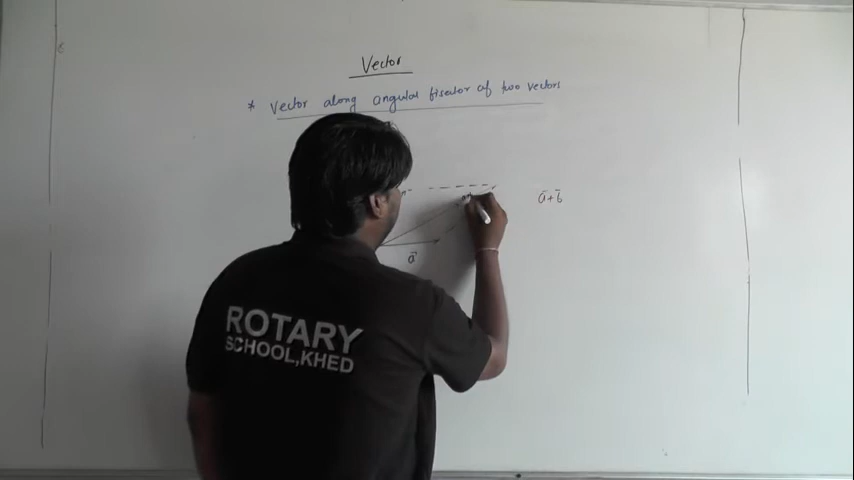 Vector
* Vector along angular bisector of two vectors
a̅+b̅
a⃗
ROTARY
SCHOOL,KHED